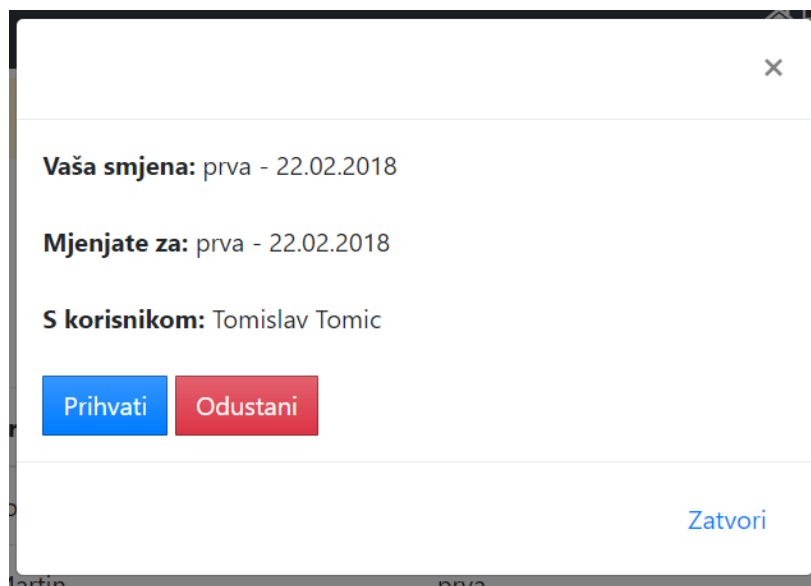 ×
Vaša smjena: prva - 22.02.2018
Mjenjate za: prva - 22.02.2018
S korisnikom: Tomislav Tomic
Prihvati Odustani
Zatvori